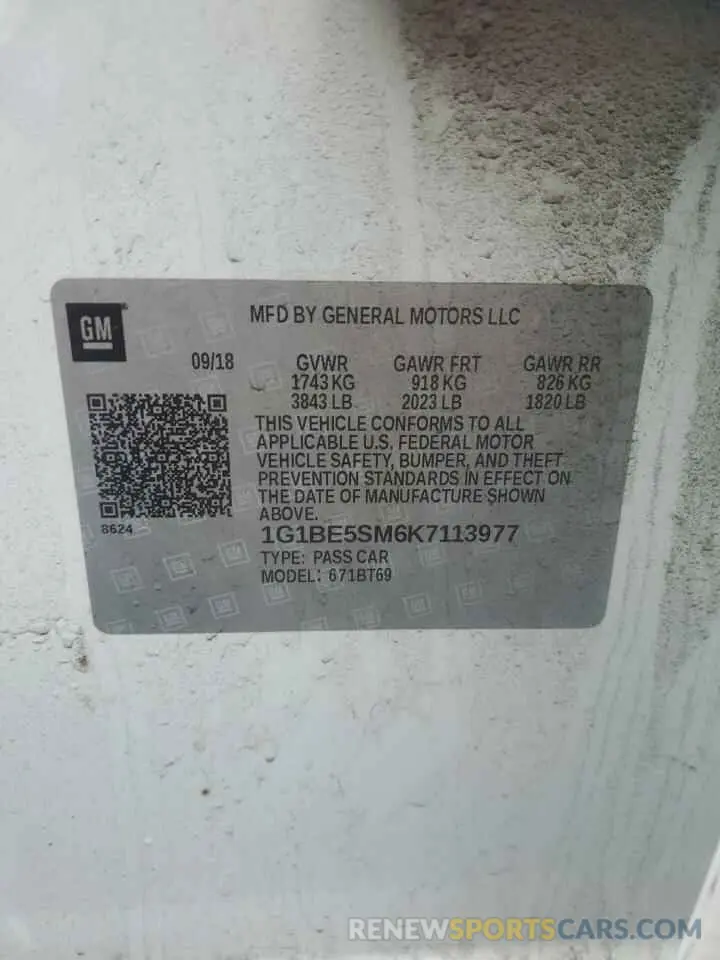 GM
MFD BY GENERAL MOTORS LLC
09/18 GVWR GAWR FRT GAWR RR
1743 KG 918 KG 826 KG
3843 LB 2023 LB 1820 LB
THIS VEHICLE CONFORMS TO ALL
APPLICABLE U.S. FEDERAL MOTOR
VEHICLE SAFETY, BUMPER, AND THEFT
PREVENTION STANDARDS IN EFFECT ON
THE DATE OF MANUFACTURE SHOWN
ABOVE.
8624
1G1BE5SM6K7113977
TYPE: PASS CAR
MODEL: 671BT69
RENEWSPORTSCARS.COM